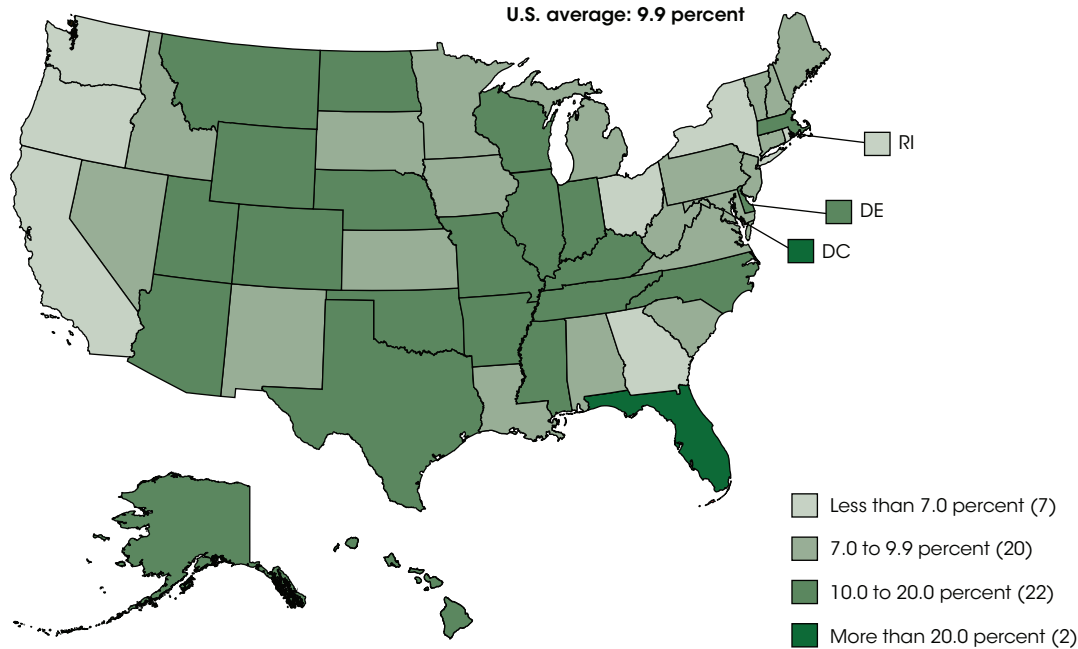 U.S. average: 9.9 percent
RI
DE
DC
Less than 7.0 percent (7)
7.0 to 9.9 percent (20)
10.0 to 20.0 percent (22)
More than 20.0 percent (2)